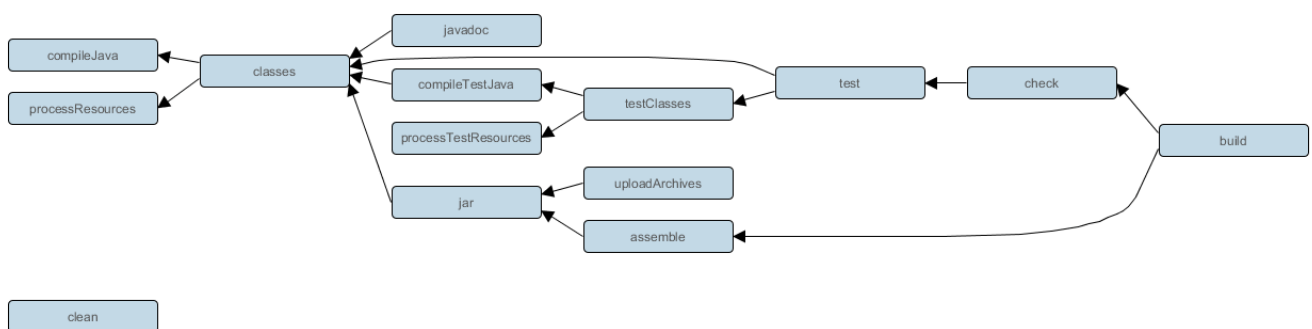 javadoc
compileJava
classes
compileTestJava
test
check
processResources
testClasses
processTestResources
build
uploadArchives
jar
assemble
clean